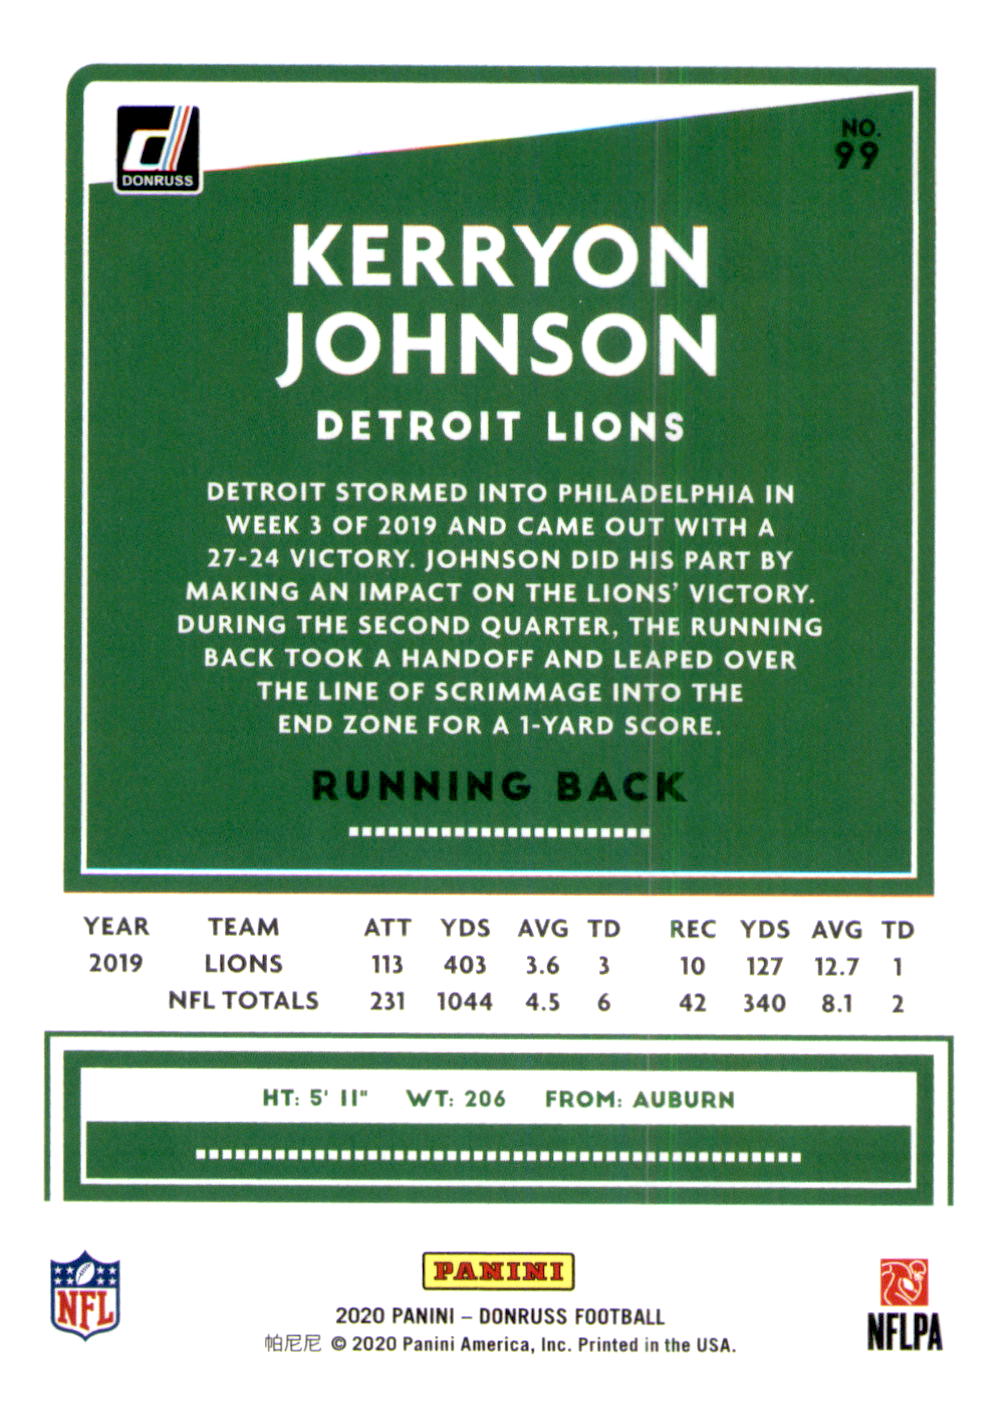 DONRUSS
NO.
99
KERRYON
JOHNSON
DETROIT LIONS
DETROIT STORMED INTO PHILADELPHIA IN
WEEK 3 OF 2019 AND CAME OUT WITH A
27-24 VICTORY. JOHNSON DID HIS PART BY
MAKING AN IMPACT ON THE LIONS' VICTORY.
DURING THE SECOND QUARTER, THE RUNNING
BACK TOOK A HANDOFF AND LEAPED OVER
THE LINE OF SCRIMMAGE INTO THE
END ZONE FOR A 1-YARD SCORE.
RUNNING BACK
YEAR TEAM ATT YDS AVG TD REC YDS AVG TD
2019 LIONS 113 403 3.6 3 10 127 12.7 1
NFL TOTALS 231 1044 4.5 6 42 340 8.1 2
HT: 5' 11" WT: 206 FROM: AUBURN
NFL
PANINI
NFLPA
2020 PANINI – DONRUSS FOOTBALL
帕尼尼 © 2020 Panini America, Inc. Printed in the USA.